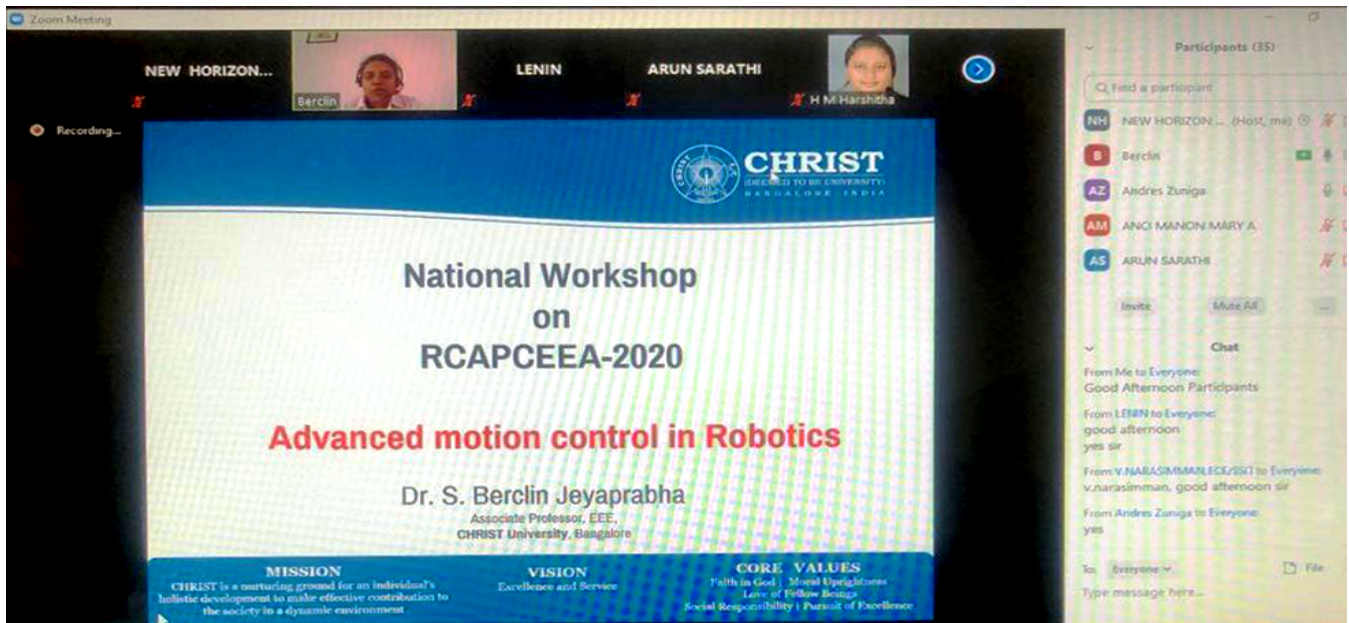 Zoom Meeting
NEW HORIZON...
Berclin
LENIN
ARUN SARATHI
H M Harshitha
Recording...
CHRIST
(DEEMED TO BE UNIVERSITY)
BANGALORE INDIA
National Workshop
on
RCAPCEEA-2020
Advanced motion control in Robotics
Dr. S. Berclin Jeyaprabha
Associate Professor, EEE,
CHRIST University, Bangalore
MISSION
CHRIST is a nurturing ground for an individual's
holistic development to make effective contribution to
the society in a dynamic environment
VISION
Excellence and Service
CORE VALUES
Faith in God | Moral Uprightness
Love of Fellow Beings
Social Responsibility | Pursuit of Excellence
Participants (35)
Find a participant
NH NEW HORIZON ... (Host, me)
B Berclin
AZ Andres Zuniga
AM ANCI MANON MARY A
AS ARUN SARATHI
Invite Mute All ...
Chat
From Me to Everyone:
Good Afternoon Participants
From LENIN to Everyone:
good afternoon
yes sir
From V.NARASIMMAN,ECE/SSIT to Everyone:
v.narasimman, good afternoon sir
From Andres Zuniga to Everyone:
yes
To: Everyone File
Type message here...